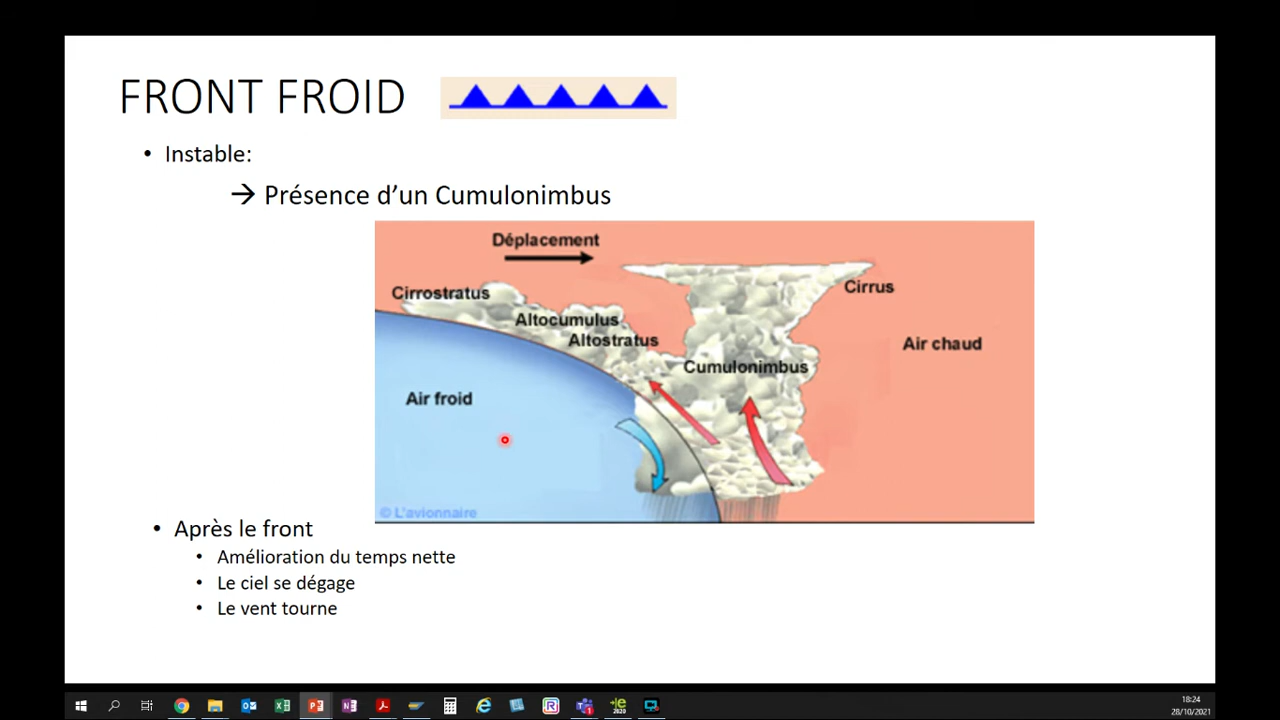 FRONT FROID
• Instable:
→ Présence d’un Cumulonimbus
Déplacement
Cirrostratus
Cirrus
Altocumulus
Altostratus
Air chaud
Cumulonimbus
Air froid
© L'avionnaire
• Après le front
• Amélioration du temps nette
• Le ciel se dégage
• Le vent tourne
18:24
28/10/2021